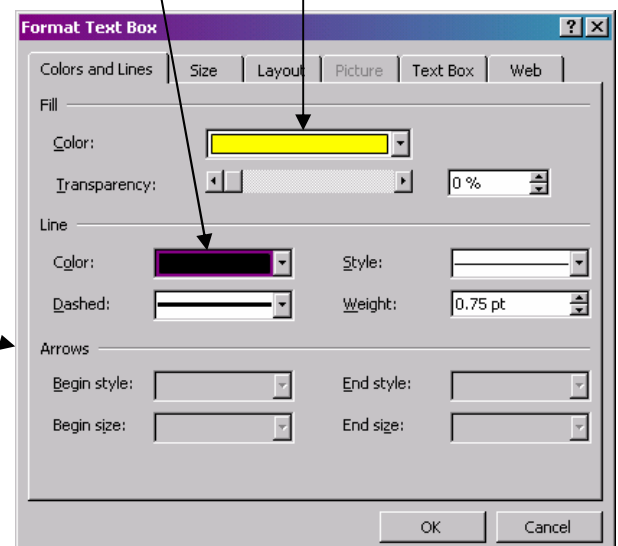 Format Text Box
Colors and Lines Size Layout Picture Text Box Web
Fill
Color:
Transparency: 0 %
Line
Color: Style:
Dashed: Weight: 0.75 pt
Arrows
Begin style: End style:
Begin size: End size:
OK Cancel